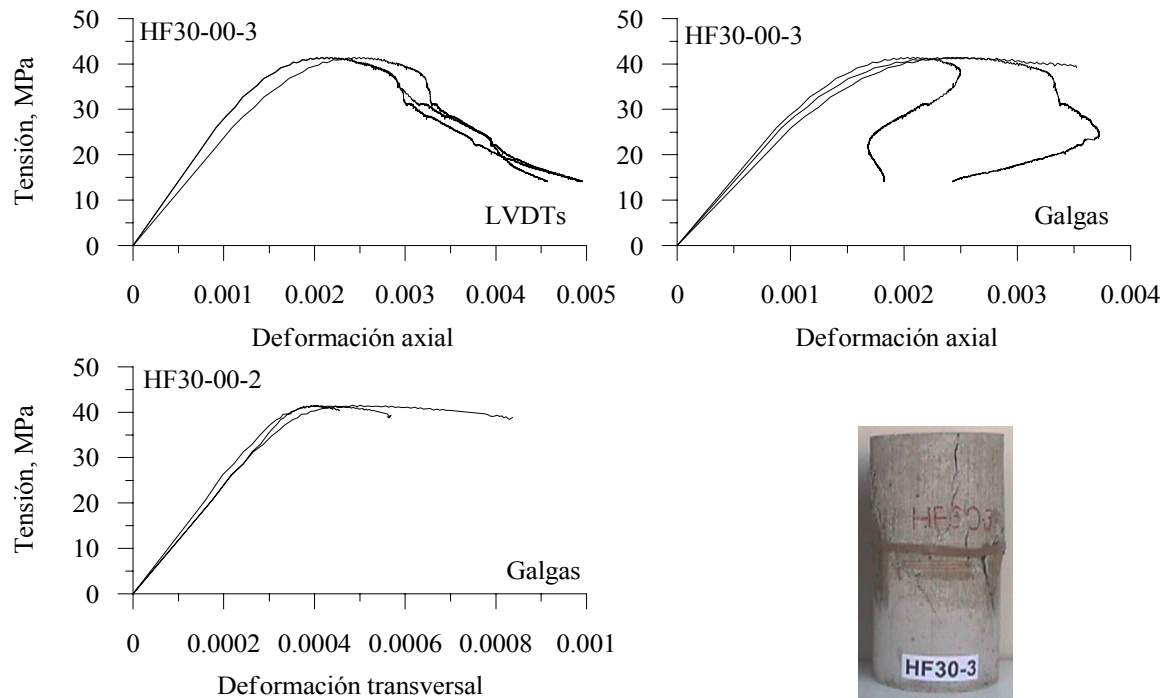 HF30-00-3
Tensión, MPa
50
40
30
20
10
0
LVDTs
0 0.001 0.002 0.003 0.004 0.005
Deformación axial
HF30-00-3
50
40
30
20
10
0
Galgas
0 0.001 0.002 0.003 0.004
Deformación axial
HF30-00-2
Tensión, MPa
50
40
30
20
10
0
Galgas
0 0.0002 0.0004 0.0006 0.0008 0.001
Deformación transversal
HF30-3